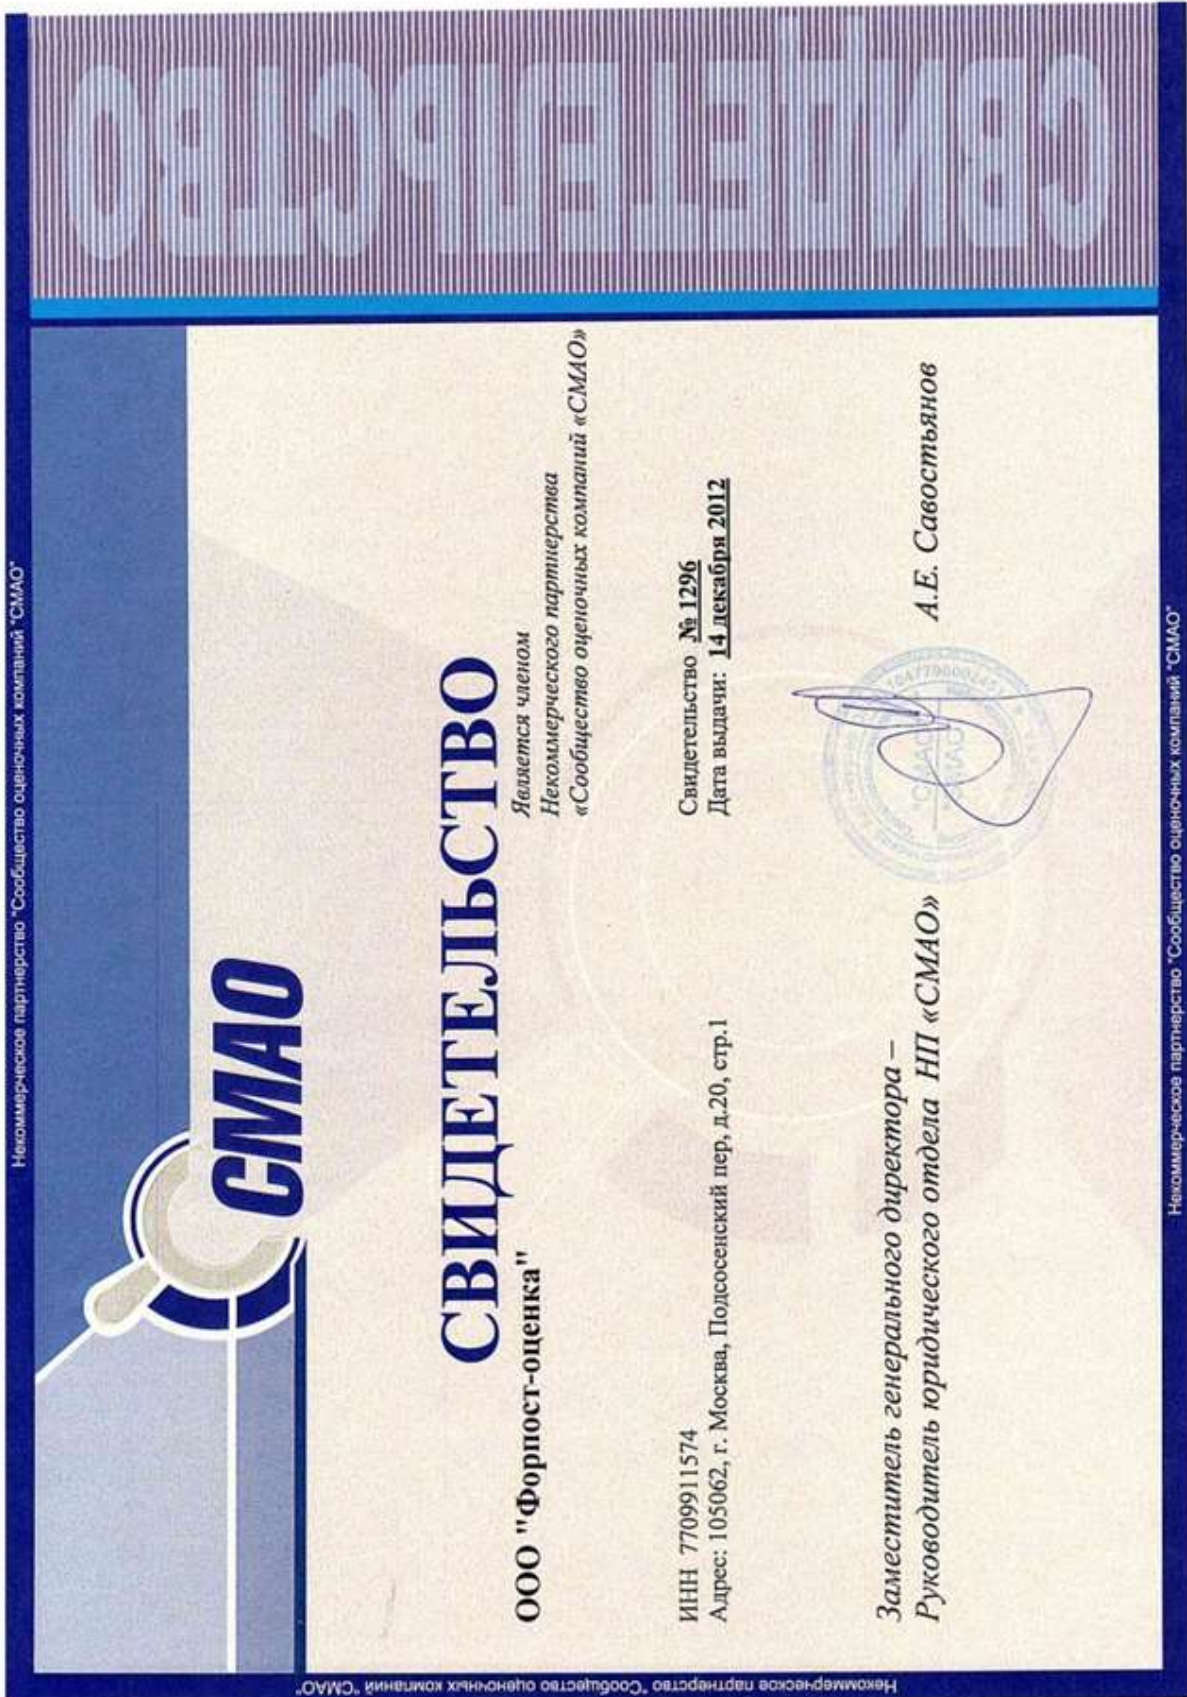 Некоммерческое партнерство "Сообщество оценочных компаний "СМАО"
СВИДЕТЕЛЬСТВО
СМАО
СВИДЕТЕЛЬСТВО
ООО "Форпост-оценка"
Является членом
Некоммерческого партнерства
«Сообщество оценочных компаний «СМАО»
ИНН 7709911574
Адрес: 105062, г. Москва, Подсосенский пер, д.20, стр.1
Свидетельство № 1296
Дата выдачи: 14 декабря 2012
Заместитель генерального директора –
Руководитель юридического отдела НП «СМАО»
А.Е. Савостьянов
"СМАО"
Некоммерческое партнерство "Сообщество оценочных компаний "СМАО"
Некоммерческое партнерство "Сообщество оценочных компаний "СМАО"